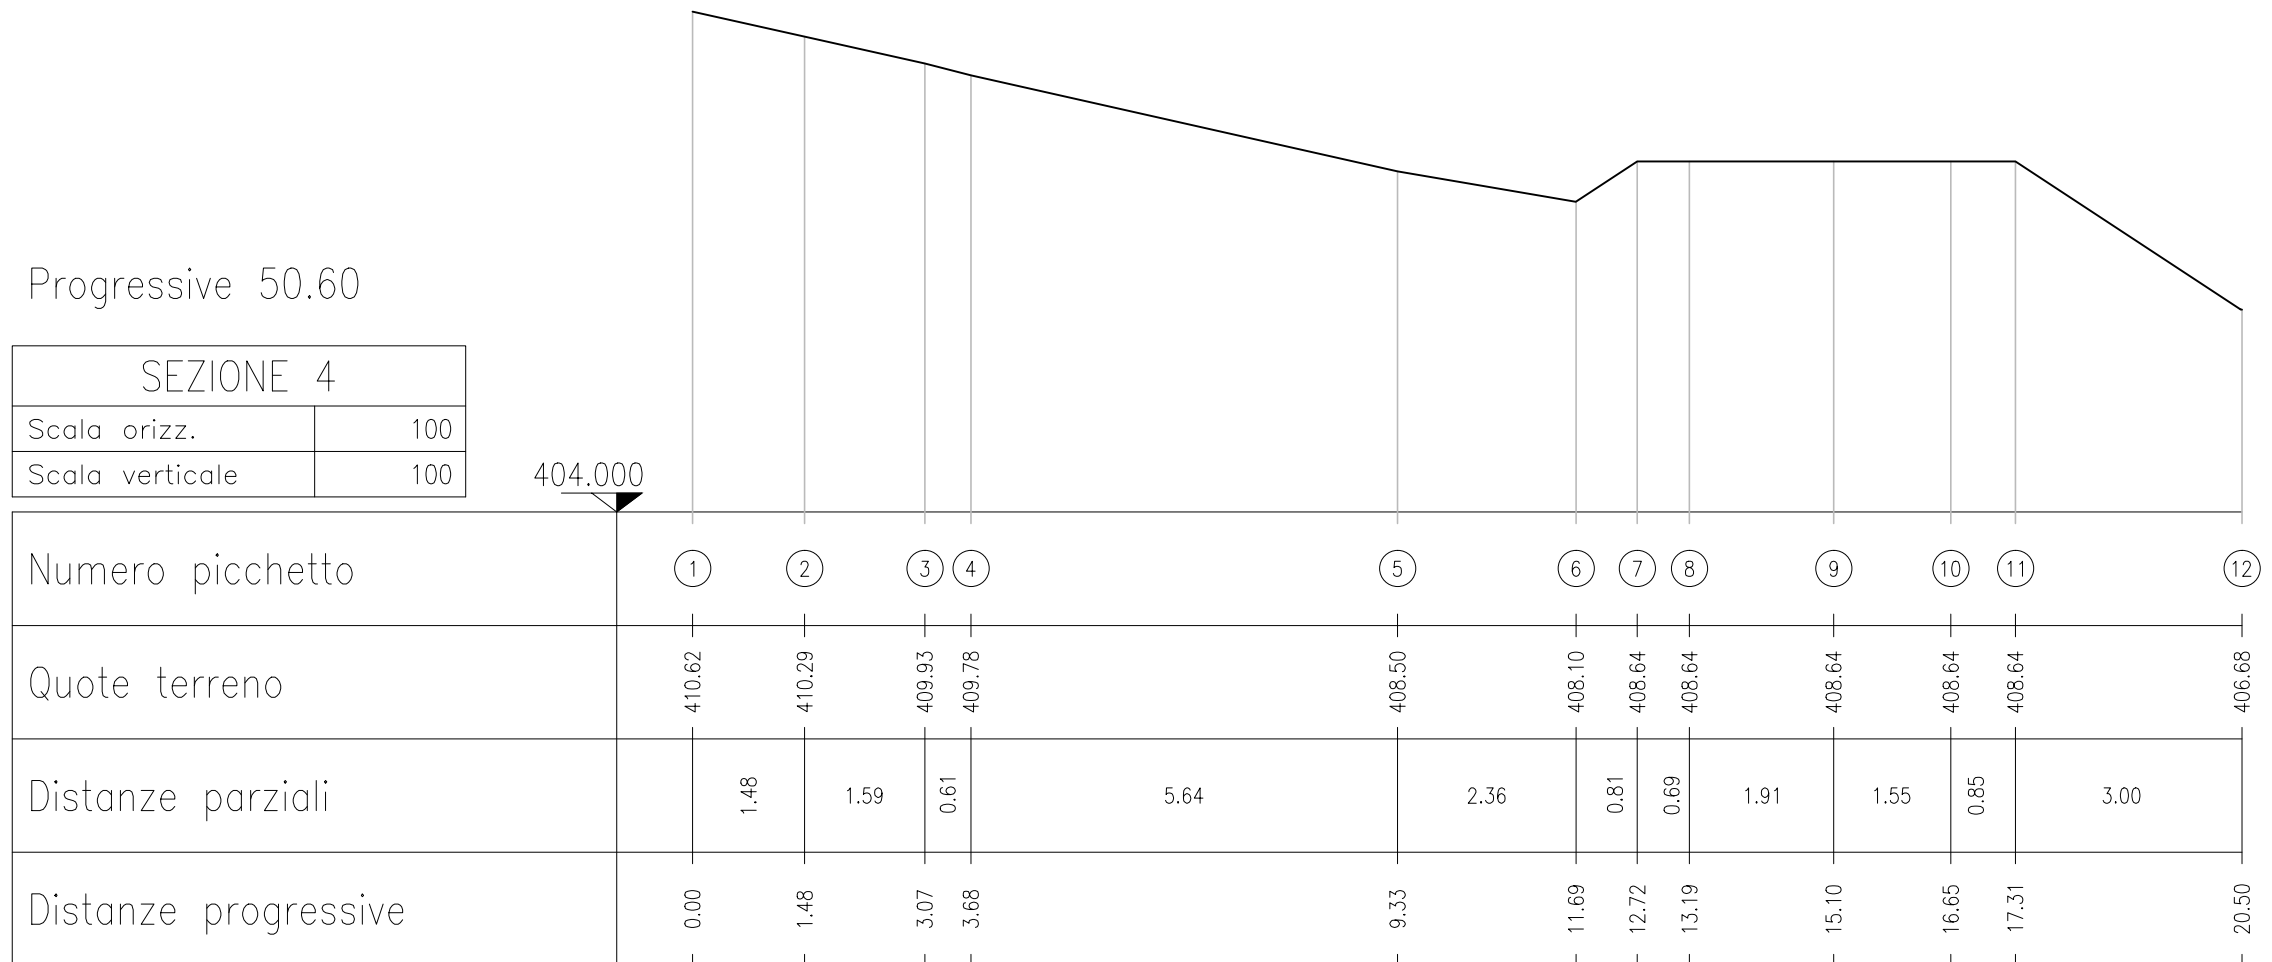 Progressive 50.60
SEZIONE 4
Scala orizz. 100
Scala verticale 100
404.000
Numero picchetto 1 2 3 4 5 6 7 8 9 10 11 12
Quote terreno 410.62 410.29 409.93 409.78 408.50 408.10 408.64 408.64 408.64 408.64 408.64 406.68
Distanze parziali 1.48 1.59 0.61 5.64 2.36 0.81 0.69 1.91 1.55 0.85 3.00
Distanze progressive 0.00 1.48 3.07 3.68 9.33 11.69 12.72 13.19 15.10 16.65 17.31 20.50